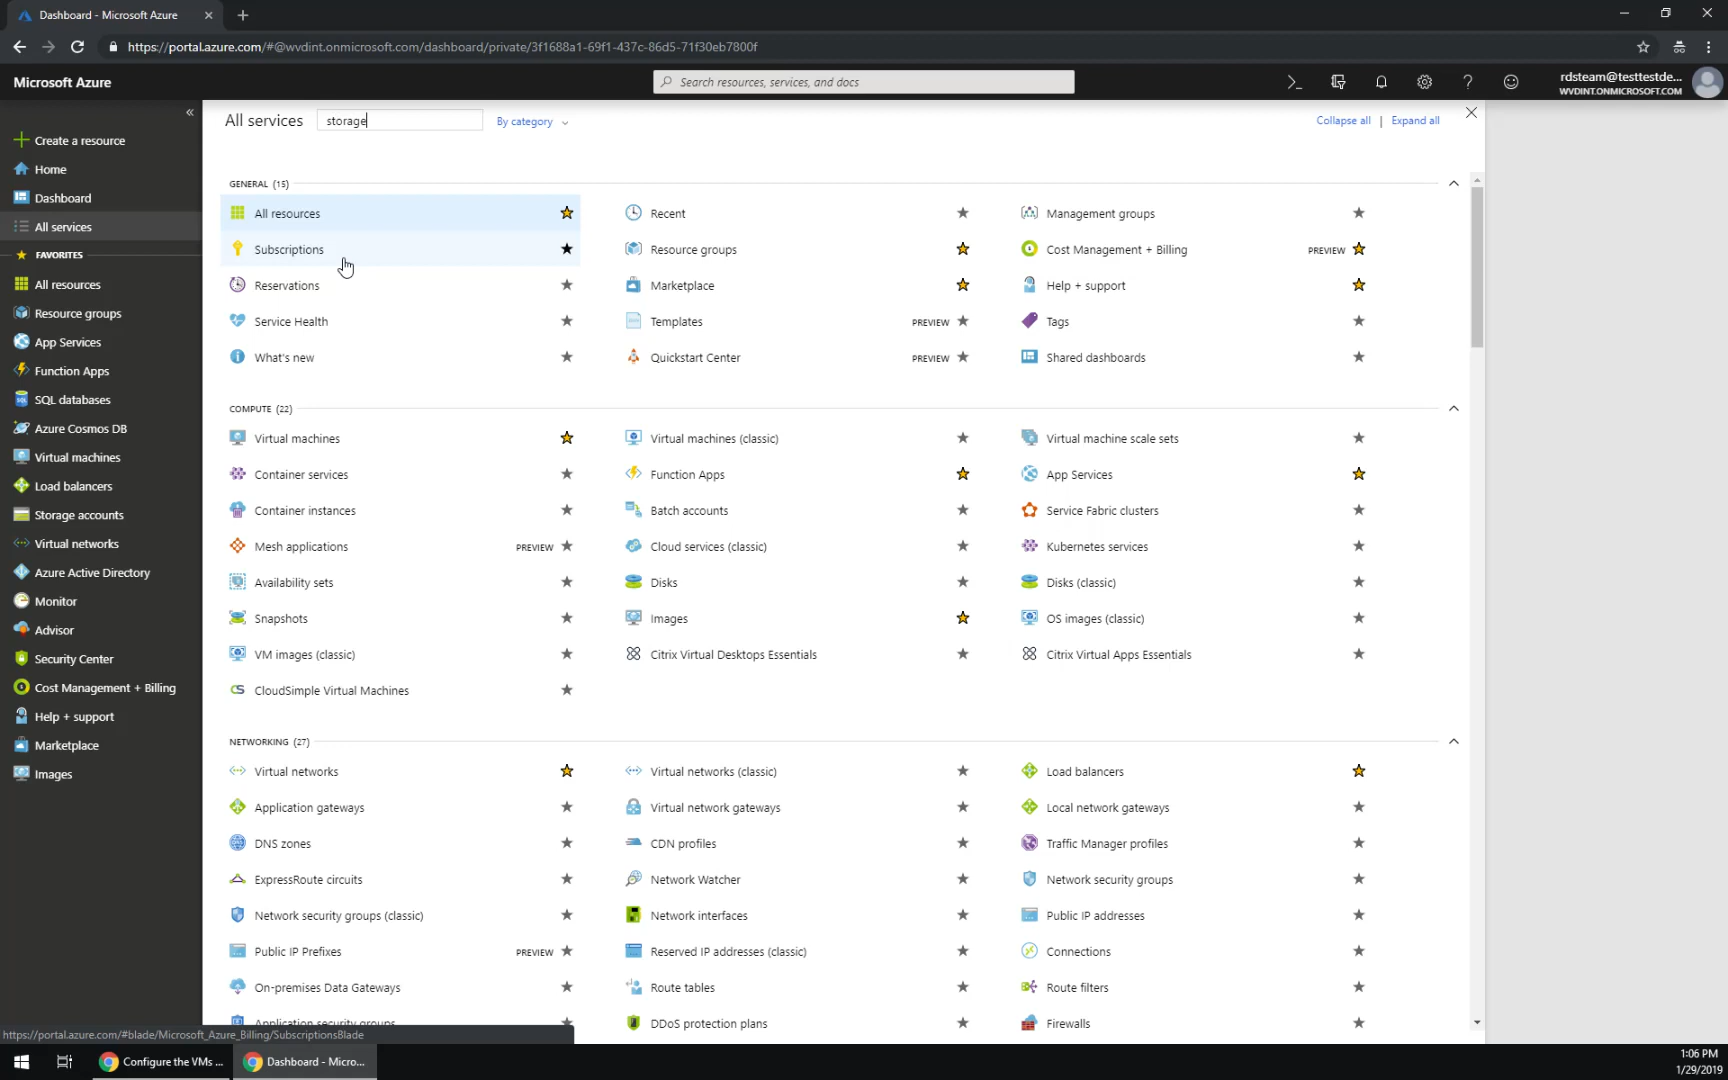 Dashboard - Microsoft Azure
https://portal.azure.com/#@wvdint.onmicrosoft.com/dashboard/private/3f1688a1-69f1-437c-86d5-71f30eb7800f
Microsoft Azure
Search resources, services, and docs
rdsteam@testtestde...
WVDINT.ONMICROSOFT.COM
Create a resource
Home
Dashboard
All services
FAVORITES
All resources
Resource groups
App Services
Function Apps
SQL databases
Azure Cosmos DB
Virtual machines
Load balancers
Storage accounts
Virtual networks
Azure Active Directory
Monitor
Advisor
Security Center
Cost Management + Billing
Help + support
Marketplace
Images
All services
storage
By category
Collapse all | Expand all
GENERAL (15)
All resources
Recent
Management groups
Subscriptions
Resource groups
Cost Management + Billing PREVIEW
Reservations
Marketplace
Help + support
Service Health
Templates PREVIEW
Tags
What's new
Quickstart Center PREVIEW
Shared dashboards
COMPUTE (22)
Virtual machines
Virtual machines (classic)
Virtual machine scale sets
Container services
Function Apps
App Services
Container instances
Batch accounts
Service Fabric clusters
Mesh applications PREVIEW
Cloud services (classic)
Kubernetes services
Availability sets
Disks
Disks (classic)
Snapshots
Images
OS images (classic)
VM images (classic)
Citrix Virtual Desktops Essentials
Citrix Virtual Apps Essentials
CS CloudSimple Virtual Machines
NETWORKING (27)
Virtual networks
Virtual networks (classic)
Load balancers
Application gateways
Virtual network gateways
Local network gateways
DNS zones
CDN profiles
Traffic Manager profiles
ExpressRoute circuits
Network Watcher
Network security groups
Network security groups (classic)
Network interfaces
Public IP addresses
Public IP Prefixes PREVIEW
Reserved IP addresses (classic)
Connections
On-premises Data Gateways
Route tables
Route filters
Application security groups
DDoS protection plans
Firewalls
https://portal.azure.com/#blade/Microsoft_Azure_Billing/SubscriptionsBlade
Configure the VMs ...
Dashboard - Micro...
1:06 PM
1/29/2019